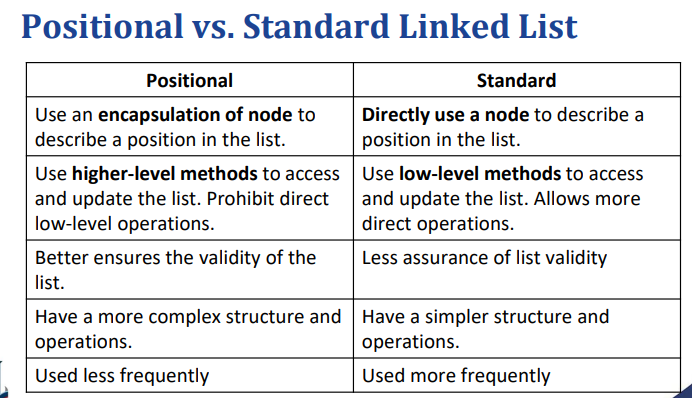 Positional vs. Standard Linked List
Positional
Standard
Use an encapsulation of node to
describe a position in the list.
Directly use a node to describe a
position in the list.
Use higher-level methods to access
and update the list. Prohibit direct
low-level operations.
Use low-level methods to access
and update the list. Allows more
direct operations.
Better ensures the validity of the
list.
Less assurance of list validity
Have a more complex structure and
operations.
Have a simpler structure and
operations.
Used less frequently
Used more frequently